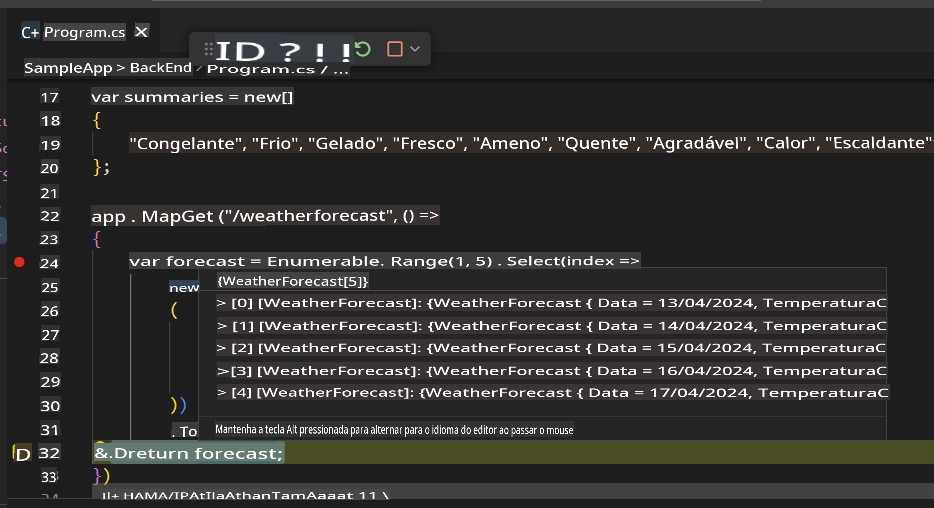 C+ Program.cs X
ID ? ! !
SampleApp > BackEnd Program.cs / ...
17 var summaries = new[]
18 {
19 "Congelante", "Frio", "Gelado", "Fresco", "Ameno", "Quente", "Agradável", "Calor", "Escaldante"
20 };
21
22 app . MapGet ("/weatherforecast", () =>
23 {
24 var forecast = Enumerable. Range(1, 5) . Select(index =>
25 new {WeatherForecast[5]}
26 ( > [0] [WeatherForecast]: {WeatherForecast { Data = 13/04/2024, TemperaturaC
27 > [1] [WeatherForecast]: {WeatherForecast { Data = 14/04/2024, TemperaturaC
28 > [2] [WeatherForecast]: {WeatherForecast { Data = 15/04/2024, TemperaturaC
29 >[3] [WeatherForecast]: {WeatherForecast { Data = 16/04/2024, TemperaturaC
30 )) > [4] [WeatherForecast]: {WeatherForecast { Data = 17/04/2024, TemperaturaC
31 . To Mantenha a tecla Alt pressionada para alternar para o idioma do editor ao passar o mouse
D 32 &.Dreturn forecast;
33 })